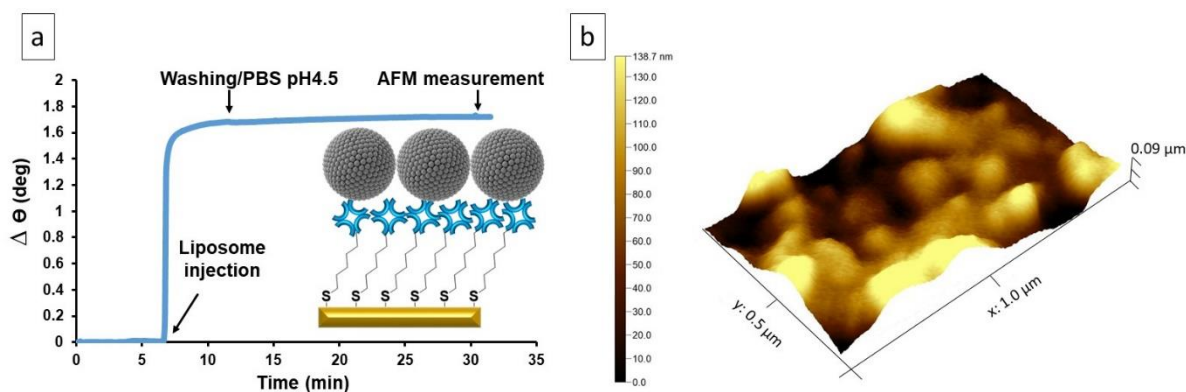 a
Washing/PBS pH4.5
AFM measurement
Δ Θ (deg)
2
1.8
1.6
1.4
1.2
1
0.8
0.6
0.4
0.2
0
Liposome
injection
S S S S S S
0 5 10 15 20 25 30 35
Time (min)
b
138.7 nm
120.0
110.0
100.0
90.0
80.0
70.0
60.0
50.0
40.0
30.0
20.0
10.0
0.0
0.09 µm
y: 0.5 µm
x: 1.0 µm